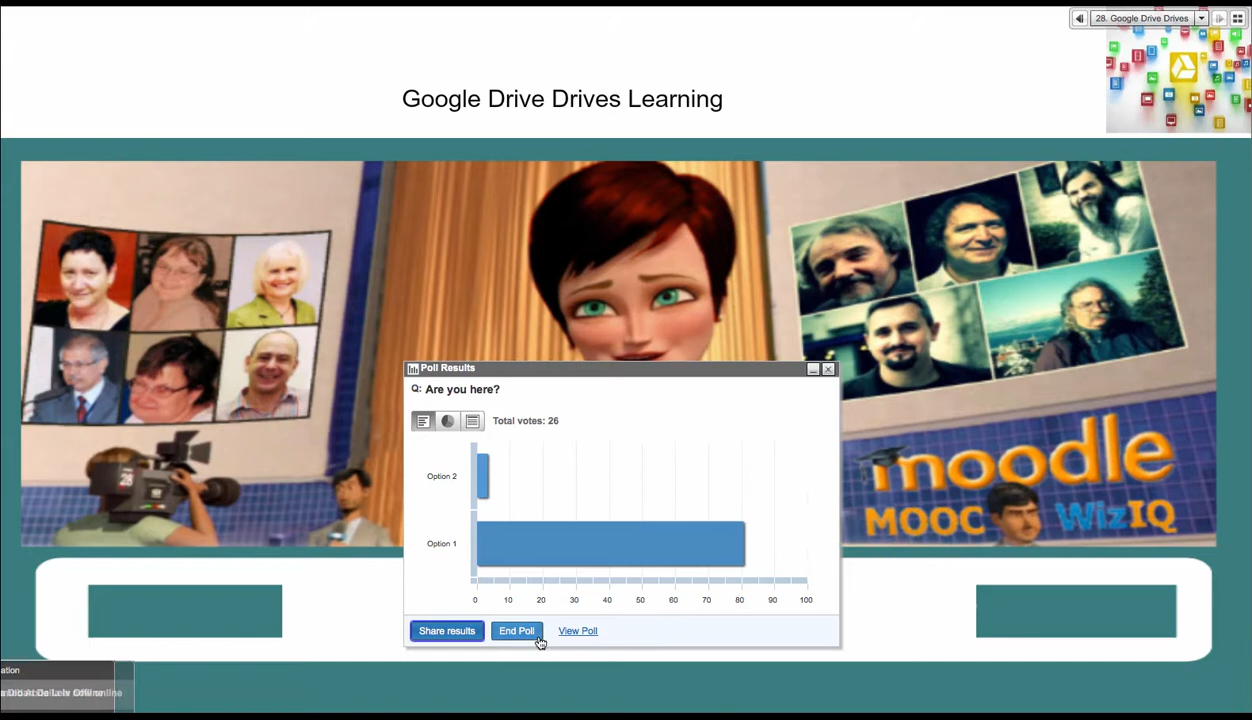 28. Google Drive Drives
Google Drive Drives Learning
28
moodle
MOOC WizIQ
Poll Results
Q: Are you here?
Total votes: 26
Option 2
Option 1
0 10 20 30 40 50 60 70 80 90 100
Share results End Poll View Poll
ation